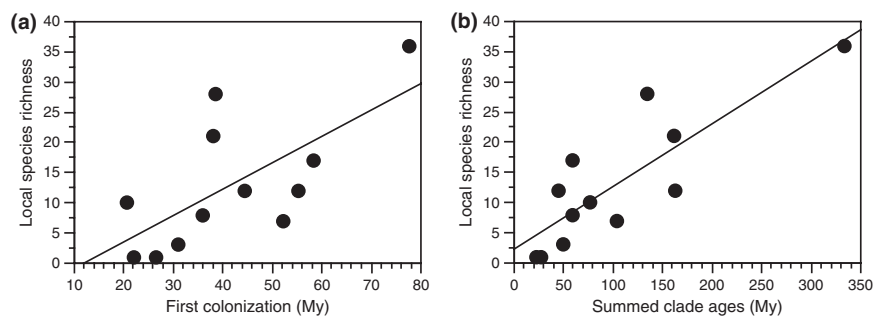 (a)
40
35
30
25
20
15
10
5
0
Local species richness
10 20 30 40 50 60 70 80
First colonization (My)
(b)
40
35
30
25
20
15
10
5
0
Local species richness
0 50 100 150 200 250 300 350
Summed clade ages (My)